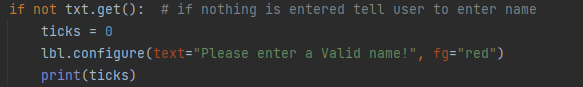 if not txt.get():  # if nothing is entered tell user to enter name
    ticks = 0
    lbl.configure(text="Please enter a Valid name!", fg="red")
    print(ticks)